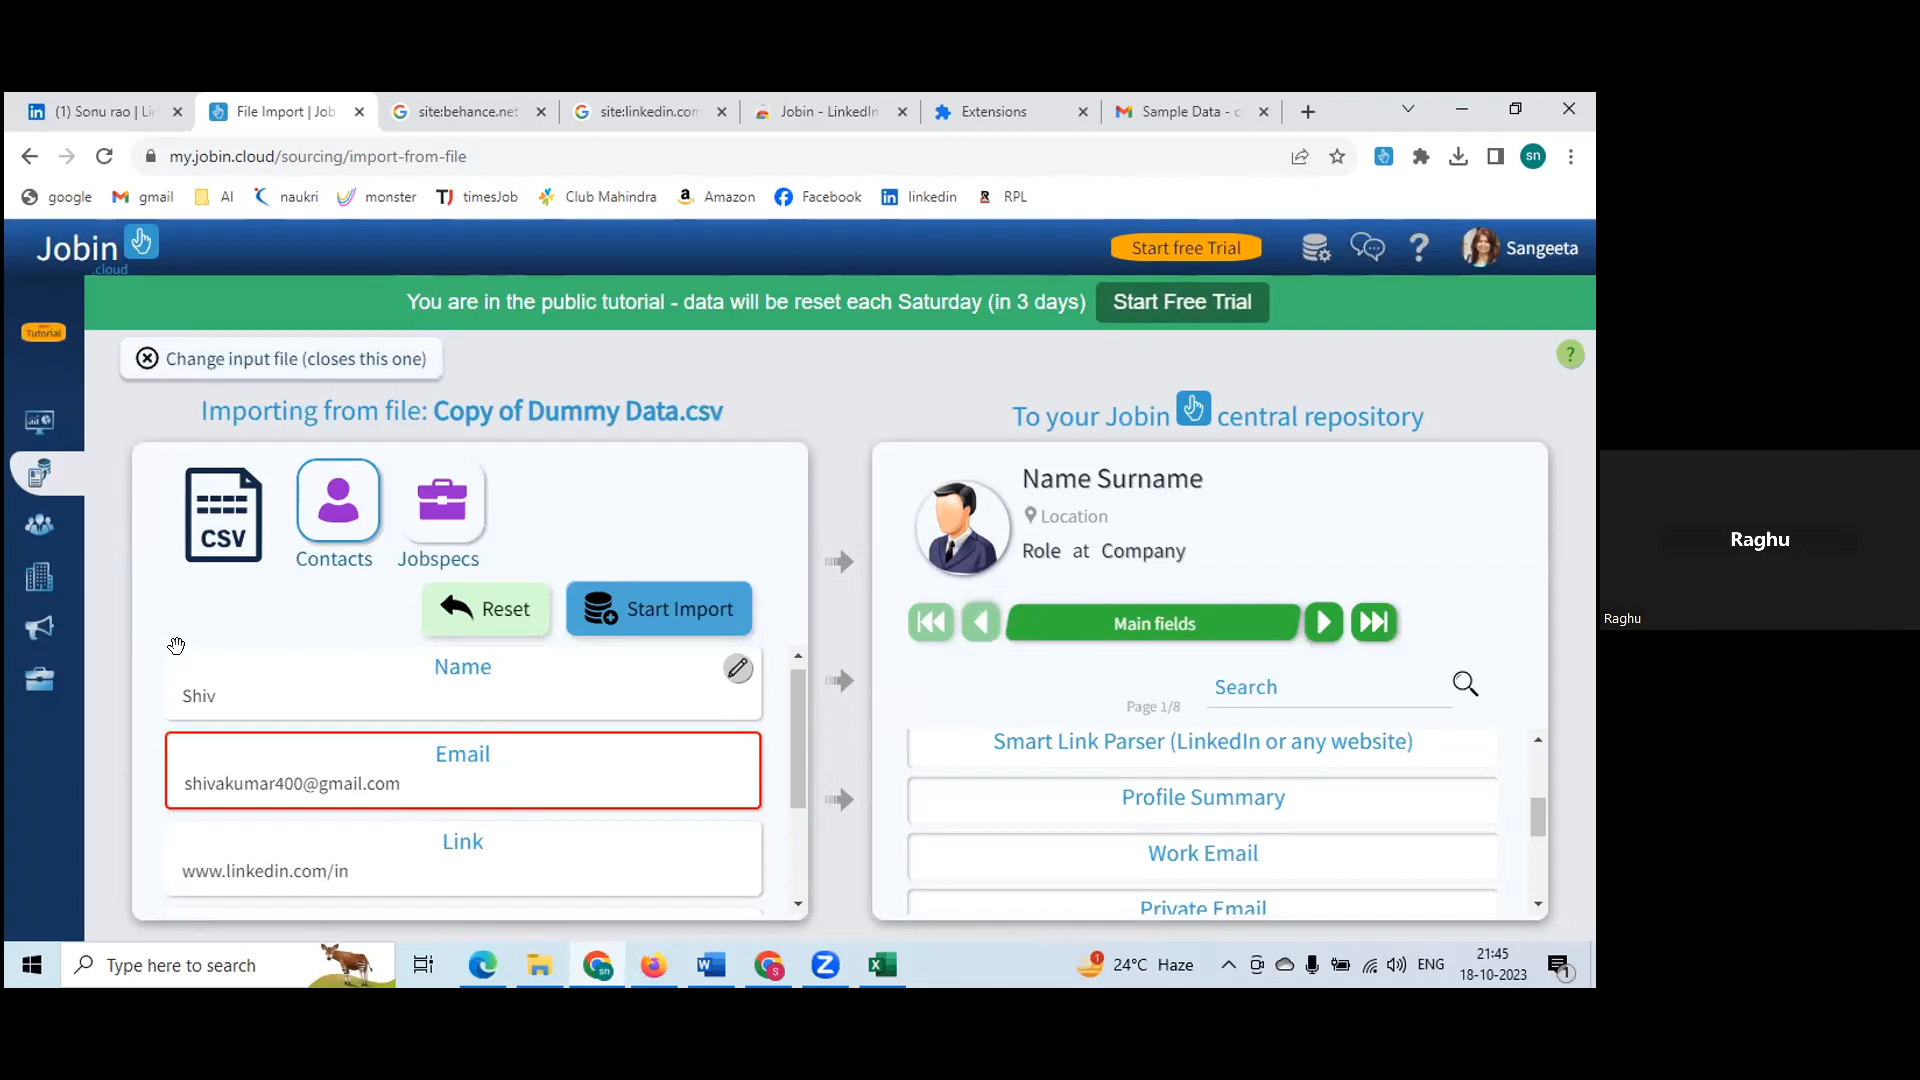 (1) Sonu rao | Lin
File Import | Job
site:behance.net
site:linkedin.com
Jobin - LinkedIn
Extensions
Sample Data - c
my.jobin.cloud/sourcing/import-from-file
sn
google
gmail
AI
naukri
monster
TJ timesJob
Club Mahindra
Amazon
Facebook
linkedin
RPL
Jobin
.cloud
Start free Trial
?
Sangeeta
You are in the public tutorial - data will be reset each Saturday (in 3 days)
Start Free Trial
Tutorial
Change input file (closes this one)
?
Importing from file: Copy of Dummy Data.csv
To your Jobin central repository
CSV
Contacts
Jobspecs
Reset
Start Import
Name
Shiv
Email
shivakumar400@gmail.com
Link
www.linkedin.com/in
Name Surname
Location
Role at Company
Main fields
Page 1/8
Search
Smart Link Parser (LinkedIn or any website)
Profile Summary
Work Email
Private Email
Raghu
Raghu
Type here to search
24°C Haze
ENG
21:45
18-10-2023
1